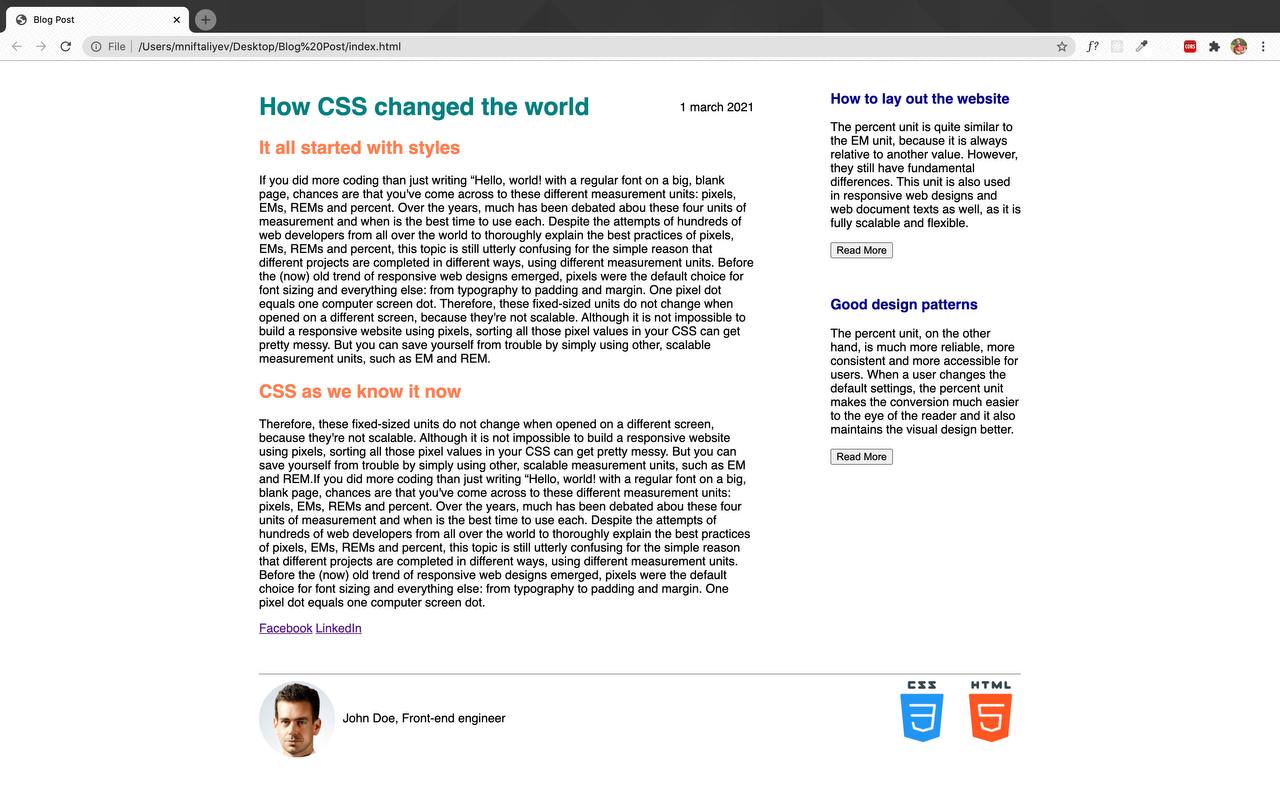 Blog Post
File | /Users/mniftaliyev/Desktop/Blog%20Post/index.html
f?
CORS
How CSS changed the world
1 march 2021
It all started with styles
If you did more coding than just writing “Hello, world! with a regular font on a big, blank
page, chances are that you've come across to these different measurement units: pixels,
EMs, REMs and percent. Over the years, much has been debated abou these four units of
measurement and when is the best time to use each. Despite the attempts of hundreds of
web developers from all over the world to thoroughly explain the best practices of pixels,
EMs, REMs and percent, this topic is still utterly confusing for the simple reason that
different projects are completed in different ways, using different measurement units. Before
the (now) old trend of responsive web designs emerged, pixels were the default choice for
font sizing and everything else: from typography to padding and margin. One pixel dot
equals one computer screen dot. Therefore, these fixed-sized units do not change when
opened on a different screen, because they're not scalable. Although it is not impossible to
build a responsive website using pixels, sorting all those pixel values in your CSS can get
pretty messy. But you can save yourself from trouble by simply using other, scalable
measurement units, such as EM and REM.
CSS as we know it now
Therefore, these fixed-sized units do not change when opened on a different screen,
because they're not scalable. Although it is not impossible to build a responsive website
using pixels, sorting all those pixel values in your CSS can get pretty messy. But you can
save yourself from trouble by simply using other, scalable measurement units, such as EM
and REM.If you did more coding than just writing “Hello, world! with a regular font on a big,
blank page, chances are that you've come across to these different measurement units:
pixels, EMs, REMs and percent. Over the years, much has been debated abou these four
units of measurement and when is the best time to use each. Despite the attempts of
hundreds of web developers from all over the world to thoroughly explain the best practices
of pixels, EMs, REMs and percent, this topic is still utterly confusing for the simple reason
that different projects are completed in different ways, using different measurement units.
Before the (now) old trend of responsive web designs emerged, pixels were the default
choice for font sizing and everything else: from typography to padding and margin. One
pixel dot equals one computer screen dot.
Facebook LinkedIn
How to lay out the website
The percent unit is quite similar to
the EM unit, because it is always
relative to another value. However,
they still have fundamental
differences. This unit is also used
in responsive web designs and
web document texts as well, as it is
fully scalable and flexible.
Read More
Good design patterns
The percent unit, on the other
hand, is much more reliable, more
consistent and more accessible for
users. When a user changes the
default settings, the percent unit
makes the conversion much easier
to the eye of the reader and it also
maintains the visual design better.
Read More
John Doe, Front-end engineer
CSS
3
HTML
5